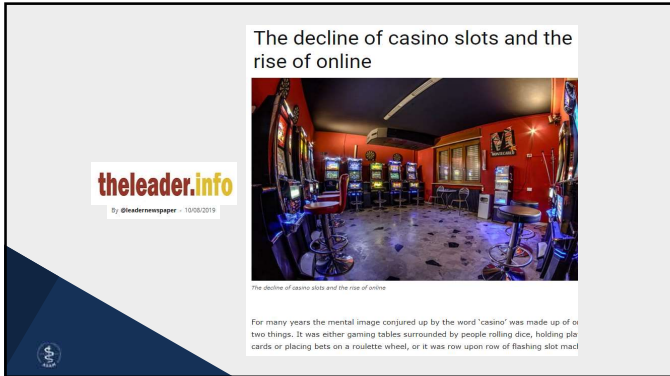 The decline of casino slots and the
rise of online
theleader.info
By @leadernewspaper - 10/08/2019
The decline of casino slots and the rise of online
For many years the mental image conjured up by the word 'casino' was made up of
two things. It was either gaming tables surrounded by people rolling dice, holding
cards or placing bets on a roulette wheel, or it was row upon row of flashing slot